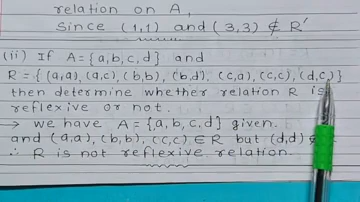 relation on A,
Since (1,1) and (3,3) ∉ R'
(ii) If A = {a, b, c, d} and
R = {(a,a), (a,c), (b,b), (b,d), (c,a), (c,c), (d,c)}
then determine whether relation R is
reflexive or not.
→ we have A = {a, b, c, d} given.
and (a,a), (b,b), (c,c) ∈ R but (d,d) ∉
∴ R is not reflexive relation.